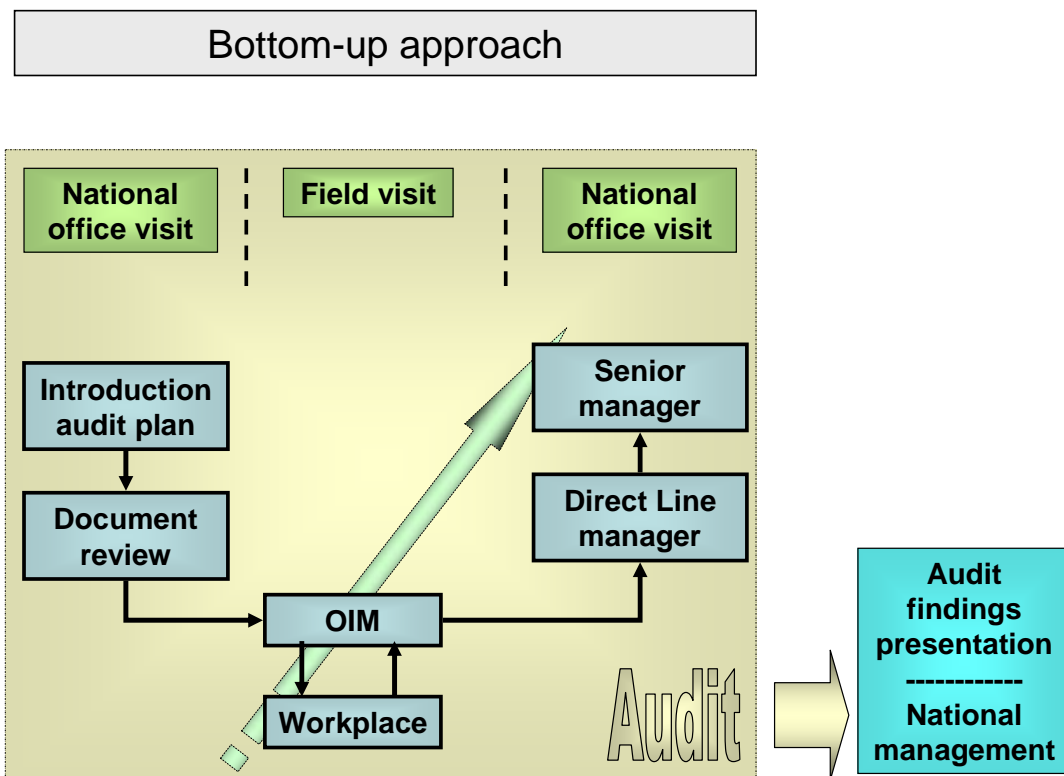 Bottom-up approach
National
office visit
Field visit
National
office visit
Introduction
audit plan
Senior
manager
Document
review
Direct Line
manager
OIM
Workplace
Audit
Audit
findings
presentation
------------
National
management